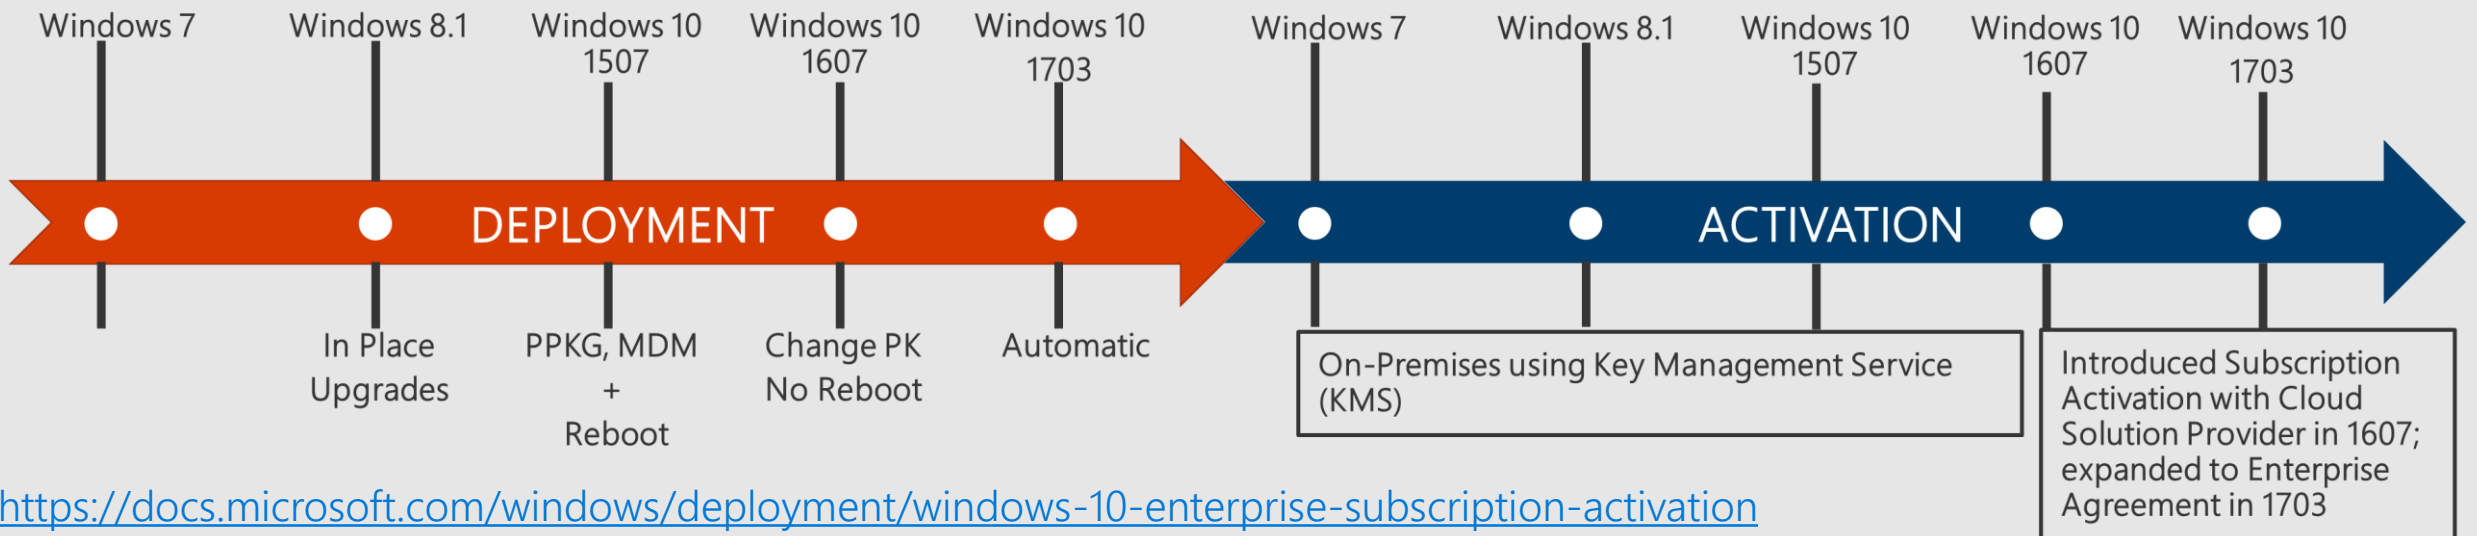 Windows 7
Windows 8.1
Windows 10
1507
Windows 10
1607
Windows 10
1703
DEPLOYMENT
In Place
Upgrades
PPKG, MDM
+
Reboot
Change PK
No Reboot
Automatic
Windows 7
Windows 8.1
Windows 10
1507
Windows 10
1607
Windows 10
1703
ACTIVATION
On-Premises using Key Management Service
(KMS)
Introduced Subscription
Activation with Cloud
Solution Provider in 1607;
expanded to Enterprise
Agreement in 1703
https://docs.microsoft.com/windows/deployment/windows-10-enterprise-subscription-activation